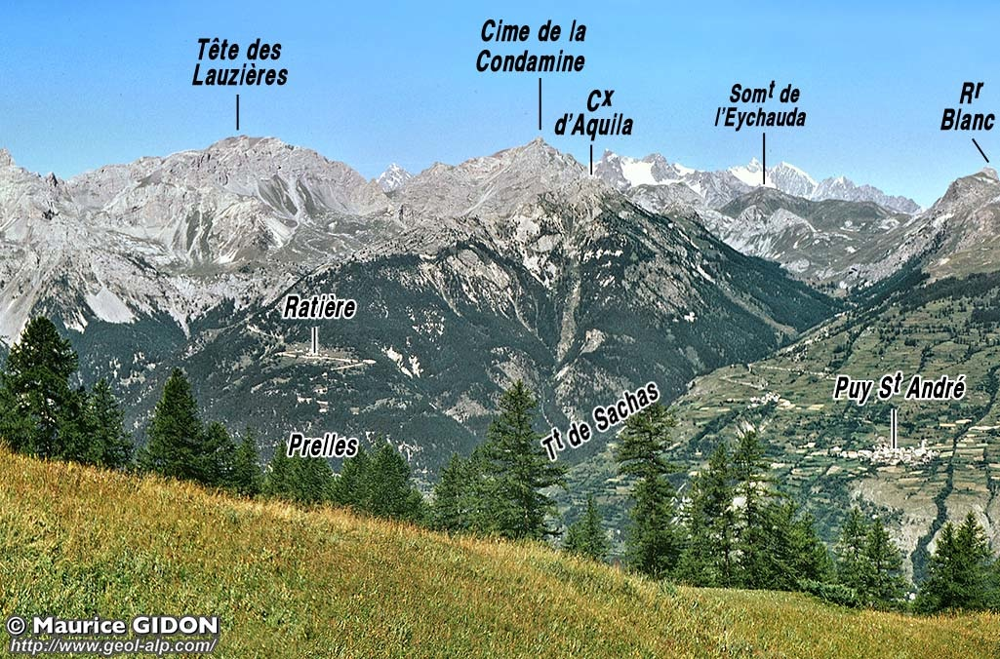 Tête des
Lauzières
Cime de la
Condamine
Cx
d'Aquila
Somt de
l'Eychauda
Rr
Blanc
Ratière
Puy St André
Tt de Sachas
Prelles
© Maurice GIDON
http://www.geol-alp.com/